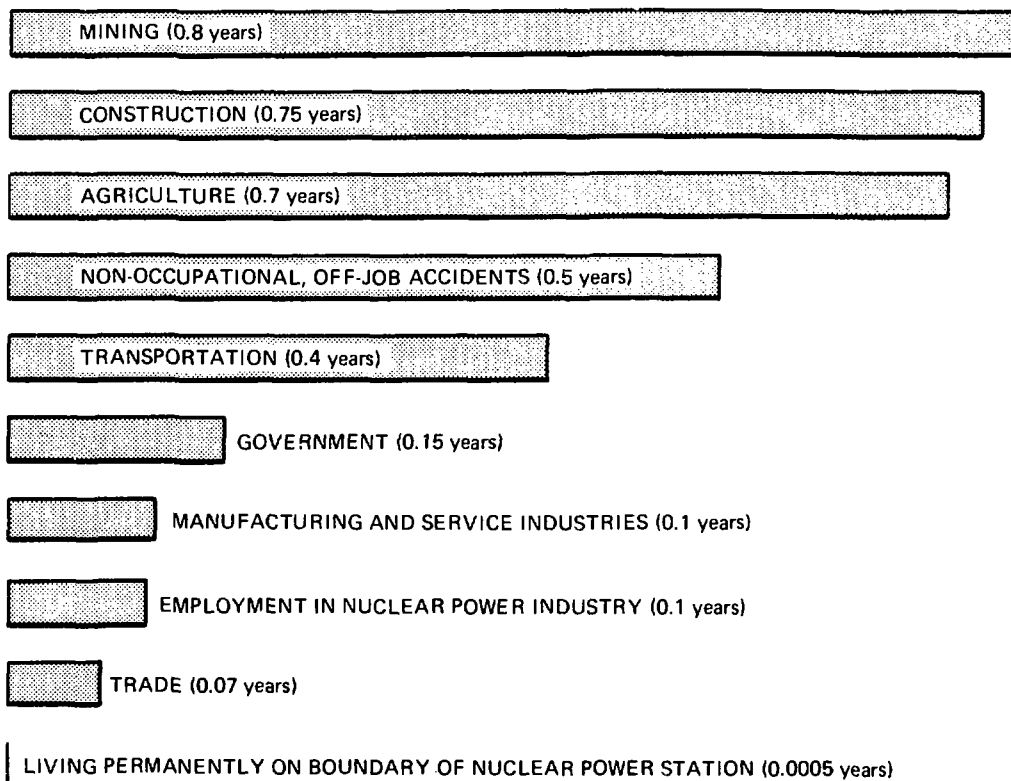 MINING (0.8 years)
CONSTRUCTION (0.75 years)
AGRICULTURE (0.7 years)
NON-OCCUPATIONAL, OFF-JOB ACCIDENTS (0.5 years)
TRANSPORTATION (0.4 years)
GOVERNMENT (0.15 years)
MANUFACTURING AND SERVICE INDUSTRIES (0.1 years)
EMPLOYMENT IN NUCLEAR POWER INDUSTRY (0.1 years)
TRADE (0.07 years)
LIVING PERMANENTLY ON BOUNDARY OF NUCLEAR POWER STATION (0.0005 years)